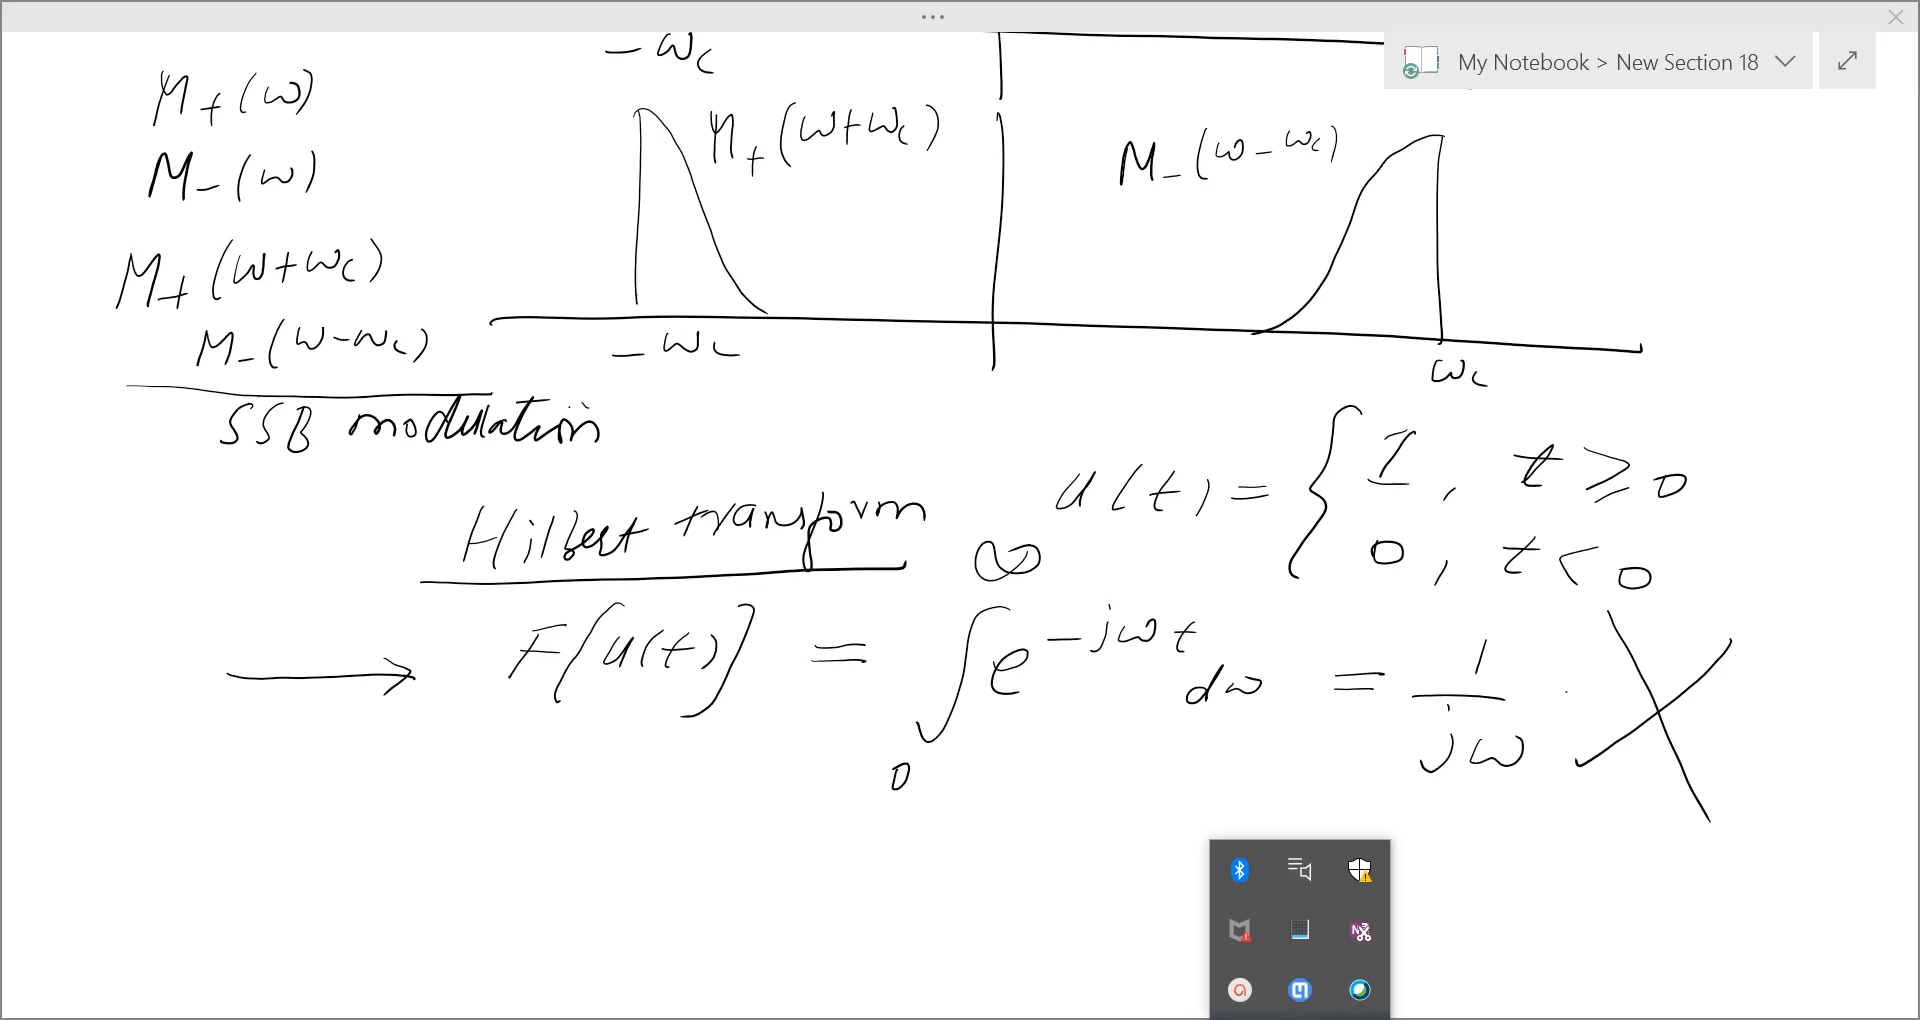 ...
− ωc
My Notebook > New Section 18
M+(ω)
M+(ω+ωc)
M−(ω−ωc)
M−(ω)
M+(ω+ωc)
M−(ω−ωc)
− ωc
ωc
SSB modulation
Hilbert transform
u(t) = { 1, t ≥ 0
0, t < 0
F[u(t)] = ∫₀^∞ e^{−jωt} dω = 1/jω